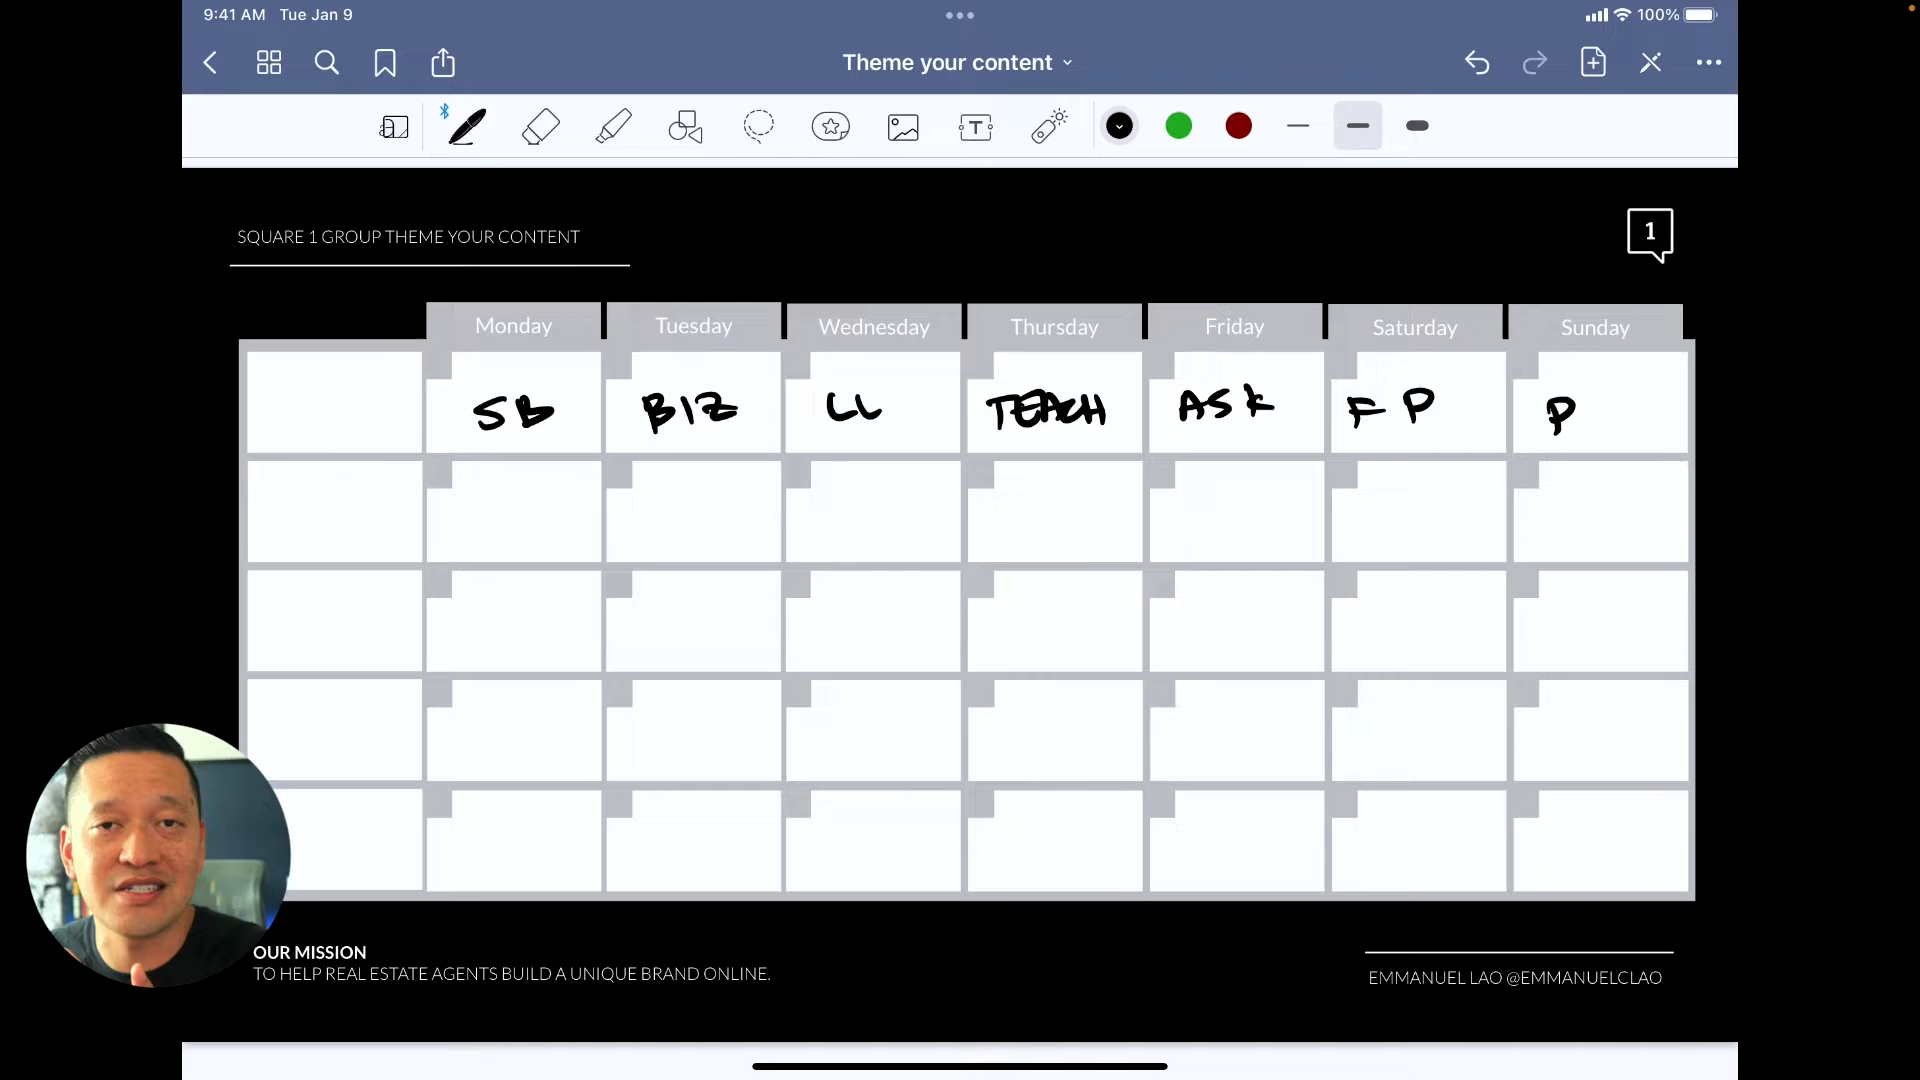 9:41 AM Tue Jan 9
100%
Theme your content
T
SQUARE 1 GROUP THEME YOUR CONTENT
1
Monday Tuesday Wednesday Thursday Friday Saturday Sunday
SB BIZ LL TEACH ASK F P P
OUR MISSION
TO HELP REAL ESTATE AGENTS BUILD A UNIQUE BRAND ONLINE.
EMMANUEL LAO @EMMANUELCLAO